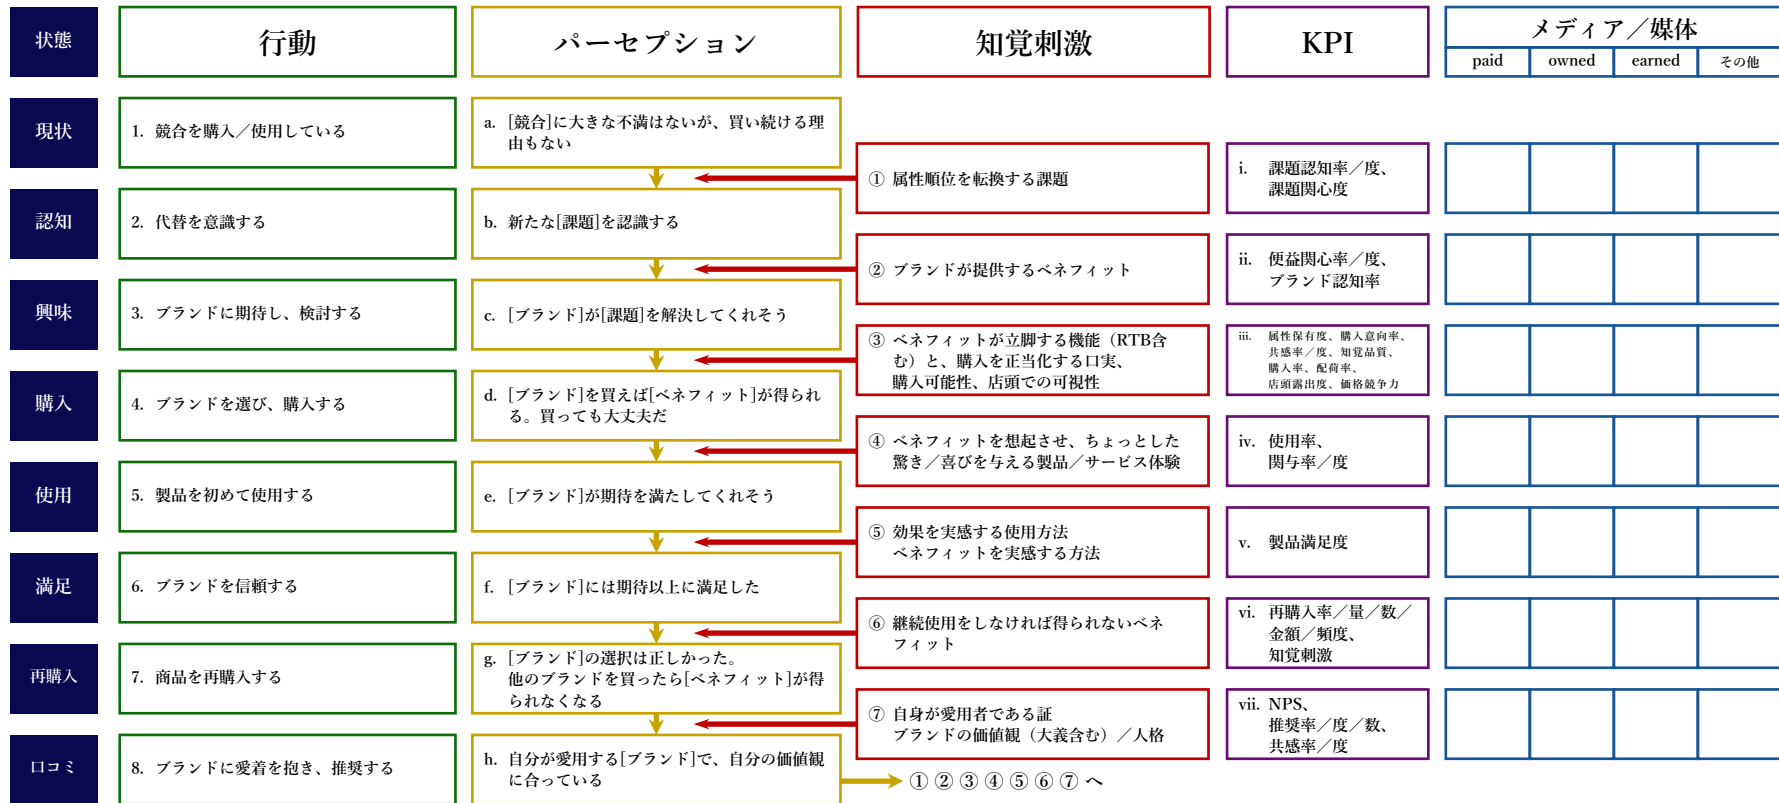 状態
行動
パーセプション
知覚刺激
KPI
メディア／媒体
paid
owned
earned
その他
現状
1. 競合を購入／使用している
a. [競合]に大きな不満はないが、買い続ける理
由もない
① 属性順位を転換する課題
i. 課題認知率／度、
課題関心度
認知
2. 代替を意識する
b. 新たな[課題]を認識する
② ブランドが提供するベネフィット
ii. 便益関心率／度、
ブランド認知率
興味
3. ブランドに期待し、検討する
c. [ブランド]が[課題]を解決してくれそう
③ ベネフィットが立脚する機能（RTB含
む）と、購入を正当化する口実、
購入可能性、店頭での可視性
iii. 属性保有度、購入意向率、
共感率／度、知覚品質、
購入率、配荷率、
店頭露出度、価格競争力
購入
4. ブランドを選び、購入する
d. [ブランド]を買えば[ベネフィット]が得られ
る。買っても大丈夫だ
④ ベネフィットを想起させ、ちょっとした
驚き／喜びを与える製品／サービス体験
iv. 使用率、
関与率／度
使用
5. 製品を初めて使用する
e. [ブランド]が期待を満たしてくれそう
⑤ 効果を実感する使用方法
ベネフィットを実感する方法
v. 製品満足度
満足
6. ブランドを信頼する
f. [ブランド]には期待以上に満足した
⑥ 継続使用をしなければ得られないベネ
フィット
vi. 再購入率／量／数／
金額／頻度、
知覚刺激
再購入
7. 商品を再購入する
g. [ブランド]の選択は正しかった。
他のブランドを買ったら[ベネフィット]が得
られなくなる
⑦ 自身が愛用者である証
ブランドの価値観（大義含む）／人格
vii. NPS、
推奨率／度／数、
共感率／度
口コミ
8. ブランドに愛着を抱き、推奨する
h. 自分が愛用する[ブランド]で、自分の価値観
に合っている
① ② ③ ④ ⑤ ⑥ ⑦ へ